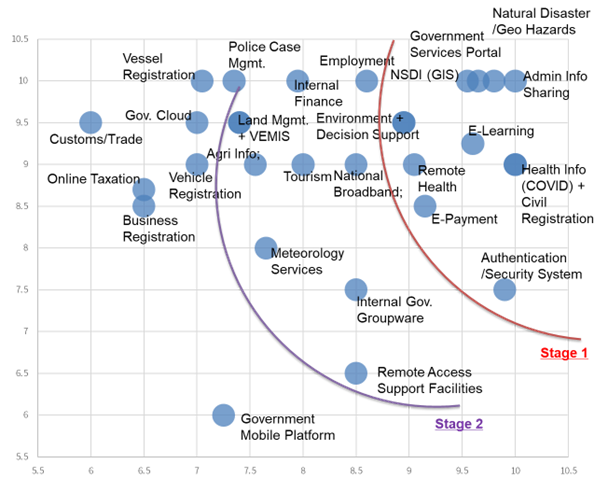 Natural Disaster
/Geo Hazards
Government
Services Portal
Police Case
Mgmt.
Vessel
Registration
Employment
NSDI (GIS)
Admin Info
Sharing
Internal
Finance
Gov. Cloud
Customs/Trade
Land Mgmt.
+ VEMIS
Environment +
Decision Support
E-Learning
Agri Info;
Online Taxation
Vehicle
Registration
Tourism
National
Broadband;
Remote
Health
Health Info
(COVID) +
Civil
Registration
Business
Registration
E-Payment
Meteorology
Services
Authentication
/Security System
Internal Gov.
Groupware
Stage 1
Remote Access
Support Facilities
Stage 2
Government
Mobile Platform
10.5
10
9.5
9
8.5
8
7.5
7
6.5
6
5.5
5.5 6 6.5 7 7.5 8 8.5 9 9.5 10 10.5